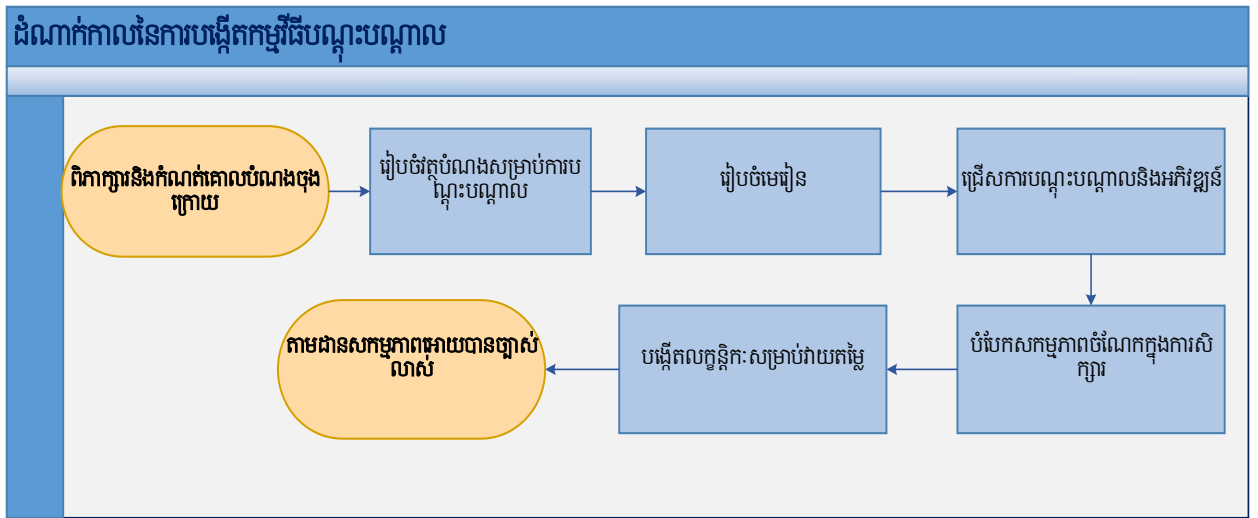 ដំណាក់កាលនៃការបង្កើតកម្មវីធីបណ្តុះបណ្តាល
ពិភាក្សារនិងកំណត់គោលបំណងចុង
ក្រោយ
រៀបចំវត្ថុបំណងសម្រាប់ការប
ណ្តុះបណ្តាល
រៀបចំមេរៀន
ជ្រើសការបណ្តុះបណ្តាលនិងអភិវឌ្ឍន៍
បំបែកសកម្មភាពចំណែកក្នុងការសិ
ក្សារ
បង្កើតលក្ខន្តិកៈសម្រាប់វាយតម្លៃ
តាមដានសកម្មភាពអោយបានច្បាស់
លាស់